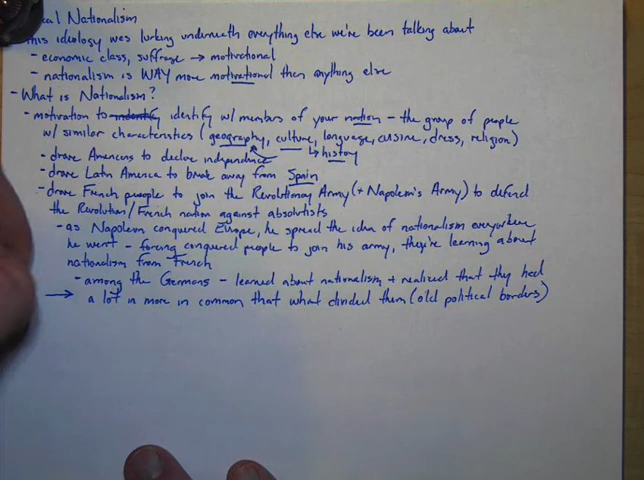 cal Nationalism
this ideology was lurking underneath everything else we've been talking about
- economic class, suffrage → motivational
- nationalism is WAY more motivational than anything else
- What is Nationalism?
- motivation to indentify identify w/ members of your nation - the group of people
w/ similar characteristics (geography, culture, language, cuisine, dress, religion)
↳ history
- drove Americans to declare independence
- drove Latin America to break away from Spain
- drove French people to join the Revolutionary Army (+ Napoleon's Army) to defend
the Revolution/French nation against absolutists
- as Napoleon conquered Europe, he spread the idea of nationalism everywhere
he went - forcing conquered people to join his army, they're learning about
nationalism from French
- among the Germans - learned about nationalism + realized that they had
→ a lot in more in common that what divided them (old political borders)